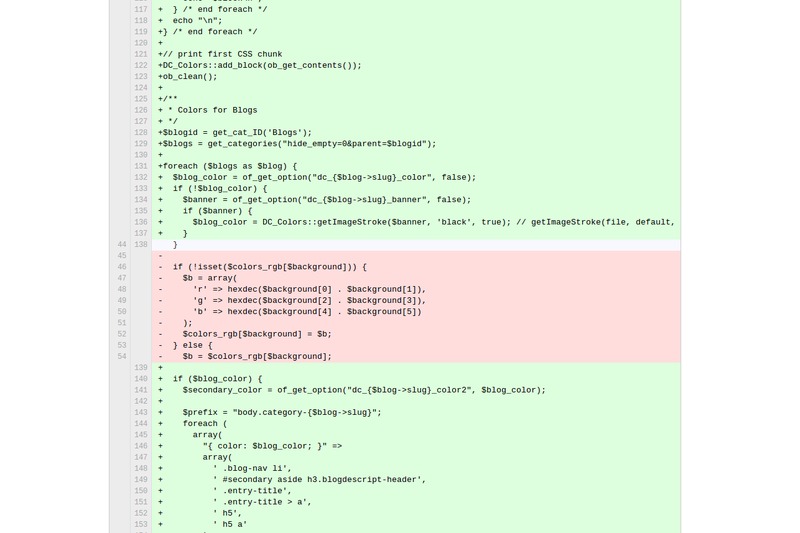 117 +  } /* end foreach */
118 +  echo "\n";
119 +} /* end foreach */
120 +
121 +// print first CSS chunk
122 +DC_Colors::add_block(ob_get_contents());
123 +ob_clean();
124 +
125 +/**
126 + * Colors for Blogs
127 + */
128 +$blogid = get_cat_ID('Blogs');
129 +$blogs = get_categories("hide_empty=0&parent=$blogid");
130 +
131 +foreach ($blogs as $blog) {
132 +  $blog_color = of_get_option("dc_{$blog->slug}_color", false);
133 +  if (!$blog_color) {
134 +    $banner = of_get_option("dc_{$blog->slug}_banner", false);
135 +    if ($banner) {
136 +      $blog_color = DC_Colors::getImageStroke($banner, 'black', true); // getImageStroke(file, default,
137 +    }
44 138    }
45 -
46 -  if (!isset($colors_rgb[$background])) {
47 -    $b = array(
48 -      'r' => hexdec($background[0] . $background[1]),
49 -      'g' => hexdec($background[2] . $background[3]),
50 -      'b' => hexdec($background[4] . $background[5])
51 -    );
52 -    $colors_rgb[$background] = $b;
53 -  } else {
54 -    $b = $colors_rgb[$background];
139 +
140 +  if ($blog_color) {
141 +    $secondary_color = of_get_option("dc_{$blog->slug}_color2", $blog_color);
142 +
143 +    $prefix = "body.category-{$blog->slug}";
144 +    foreach (
145 +      array(
146 +        "{ color: $blog_color; }" =>
147 +        array(
148 +          ' .blog-nav li',
149 +          ' #secondary aside h3.blogdescript-header',
150 +          ' .entry-title',
151 +          ' .entry-title > a',
152 +          ' h5',
153 +          ' h5 a'